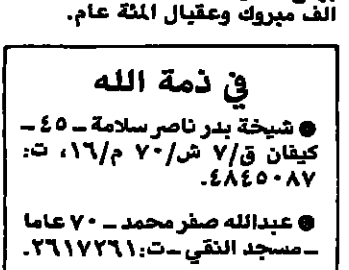 الف مبروك وعقبال المئة عام.
في ذمة الله
● شيخة بدر ناصر سلامة ـ ٤٥ ـ
كيفان ق/٧ ش/٧٠ م/١٦، ت:
٤٨٤٥٠٨٧.
● عبدالله صفر محمد ـ ٧٠ عاما
ـ مسجد النقي ـ ت:٢٦١٧٢٦١.